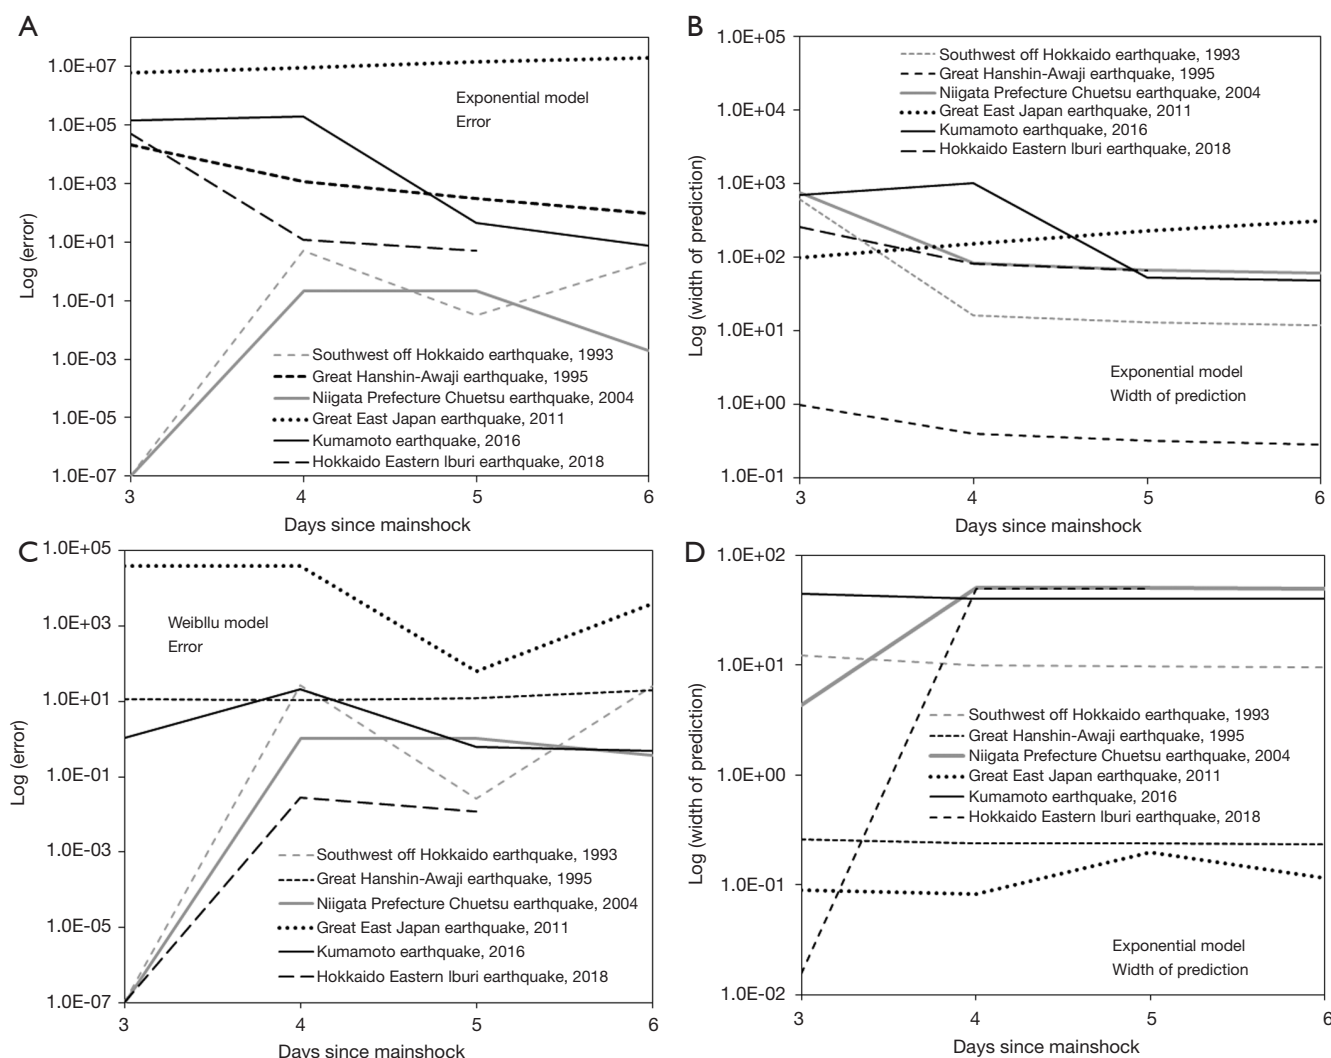 A
1.0E+07
1.0E+05
1.0E+03
1.0E+01
1.0E-01
1.0E-03
1.0E-05
1.0E-07
Log (error)
Exponential model
Error
Southwest off Hokkaido earthquake, 1993
Great Hanshin-Awaji earthquake, 1995
Niigata Prefecture Chuetsu earthquake, 2004
Great East Japan earthquake, 2011
Kumamoto earthquake, 2016
Hokkaido Eastern Iburi earthquake, 2018
3 4 5 6
Days since mainshock
B
1.0E+05
1.0E+04
1.0E+03
1.0E+02
1.0E+01
1.0E+00
1.0E-01
Log (width of prediction)
Southwest off Hokkaido earthquake, 1993
Great Hanshin-Awaji earthquake, 1995
Niigata Prefecture Chuetsu earthquake, 2004
Great East Japan earthquake, 2011
Kumamoto earthquake, 2016
Hokkaido Eastern Iburi earthquake, 2018
Exponential model
Width of prediction
3 4 5 6
Days since mainshock
C
1.0E+05
1.0E+03
1.0E+01
1.0E-01
1.0E-03
1.0E-05
1.0E-07
Log (error)
Weibllu model
Error
Southwest off Hokkaido earthquake, 1993
Great Hanshin-Awaji earthquake, 1995
Niigata Prefecture Chuetsu earthquake, 2004
Great East Japan earthquake, 2011
Kumamoto earthquake, 2016
Hokkaido Eastern Iburi earthquake, 2018
3 4 5 6
Days since mainshock
D
1.0E+02
1.0E+01
1.0E+00
1.0E-01
1.0E-02
Log (width of prediction)
Southwest off Hokkaido earthquake, 1993
Great Hanshin-Awaji earthquake, 1995
Niigata Prefecture Chuetsu earthquake, 2004
Great East Japan earthquake, 2011
Kumamoto earthquake, 2016
Hokkaido Eastern Iburi earthquake, 2018
Exponential model
Width of prediction
3 4 5 6
Days since mainshock